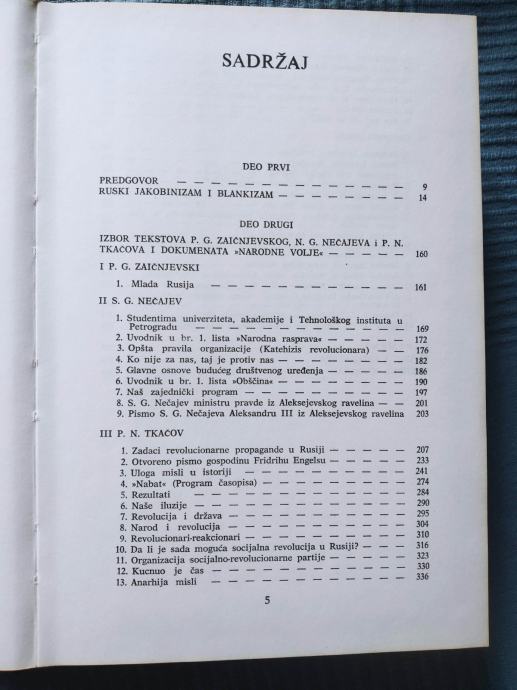 SADRŽAJ
DEO PRVI
PREDGOVOR — — — — — — — — — — — — 9
RUSKI JAKOBINIZAM I BLANKIZAM — — — — — — 14
DEO DRUGI
IZBOR TEKSTOVA P. G. ZAIČNJEVSKOG, N. G. NEČAJEVA i P. N.
TKAČOVA I DOKUMENATA »NARODNE VOLJE« — — — — 160
I P. G. ZAIČNJEVSKI
1. Mlada Rusija — — — — — — — — — — 161
II S. G. NEČAJEV
1. Studentima univerziteta, akademije i Tehnološkog instituta u
Petrogradu — — — — — — — — — — 169
2. Uvodnik u br. 1. lista »Narodna rasprava« — — — — 172
3. Opšta pravila organizacije (Katehizis revolucionara) — — 176
4. Ko nije za nas, taj je protiv nas — — — — — — 182
5. Glavne osnove budućeg društvenog uređenja — — — — 186
6. Uvodnik u br. 1. lista »Opščina« — — — — — — 190
7. Naš zajednički program — — — — — — — — 197
8. S. G. Nečajev ministru pravde iz Aleksejevskog ravelina — — 201
9. Pismo S. G. Nečajeva Aleksandru III iz Aleksejevskog ravelina 203
III P. N. TKAČOV
1. Zadaci revolucionarne propagande u Rusiji — — — — 207
2. Otvoreno pismo gospodinu Fridrihu Engelsu — — — — 233
3. Uloga misli u istoriji — — — — — — — — 241
4. »Nabat« (Program časopisa) — — — — — — — 274
5. Rezultati — — — — — — — — — — 284
6. Naše iluzije — — — — — — — — — — 290
7. Revolucija i država — — — — — — — — 295
8. Narod i revolucija — — — — — — — — 304
9. Revolucionari-reakcionari — — — — — — — 310
10. Da li je sada moguća socijalna revolucija u Rusiji? — — — 316
11. Organizacija socijalno-revolucionarne partije — — — — 323
12. Kucnuo je čas — — — — — — — — — 330
13. Anarhija misli — — — — — — — — — 336
5